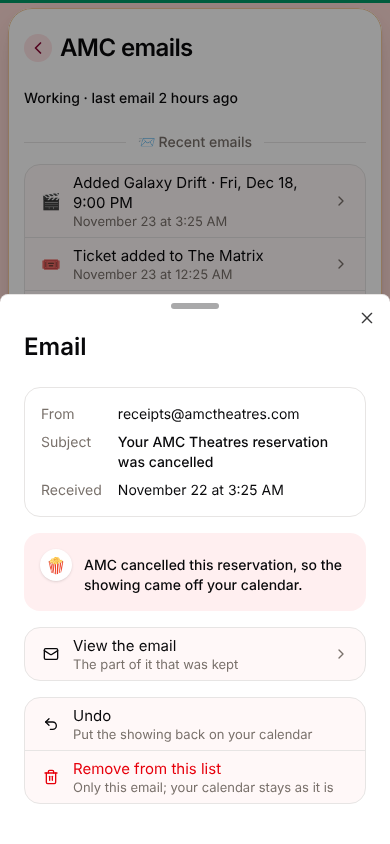 AMC emails
Working · last email 2 hours ago
📨 Recent emails
Added Galaxy Drift · Fri, Dec 18,
9:00 PM
November 23 at 3:25 AM
Ticket added to The Matrix
November 23 at 12:25 AM
Email
From receipts@amctheatres.com
Subject Your AMC Theatres reservation
was cancelled
Received November 22 at 3:25 AM
AMC cancelled this reservation, so the
showing came off your calendar.
View the email
The part of it that was kept
Undo
Put the showing back on your calendar
Remove from this list
Only this email; your calendar stays as it is